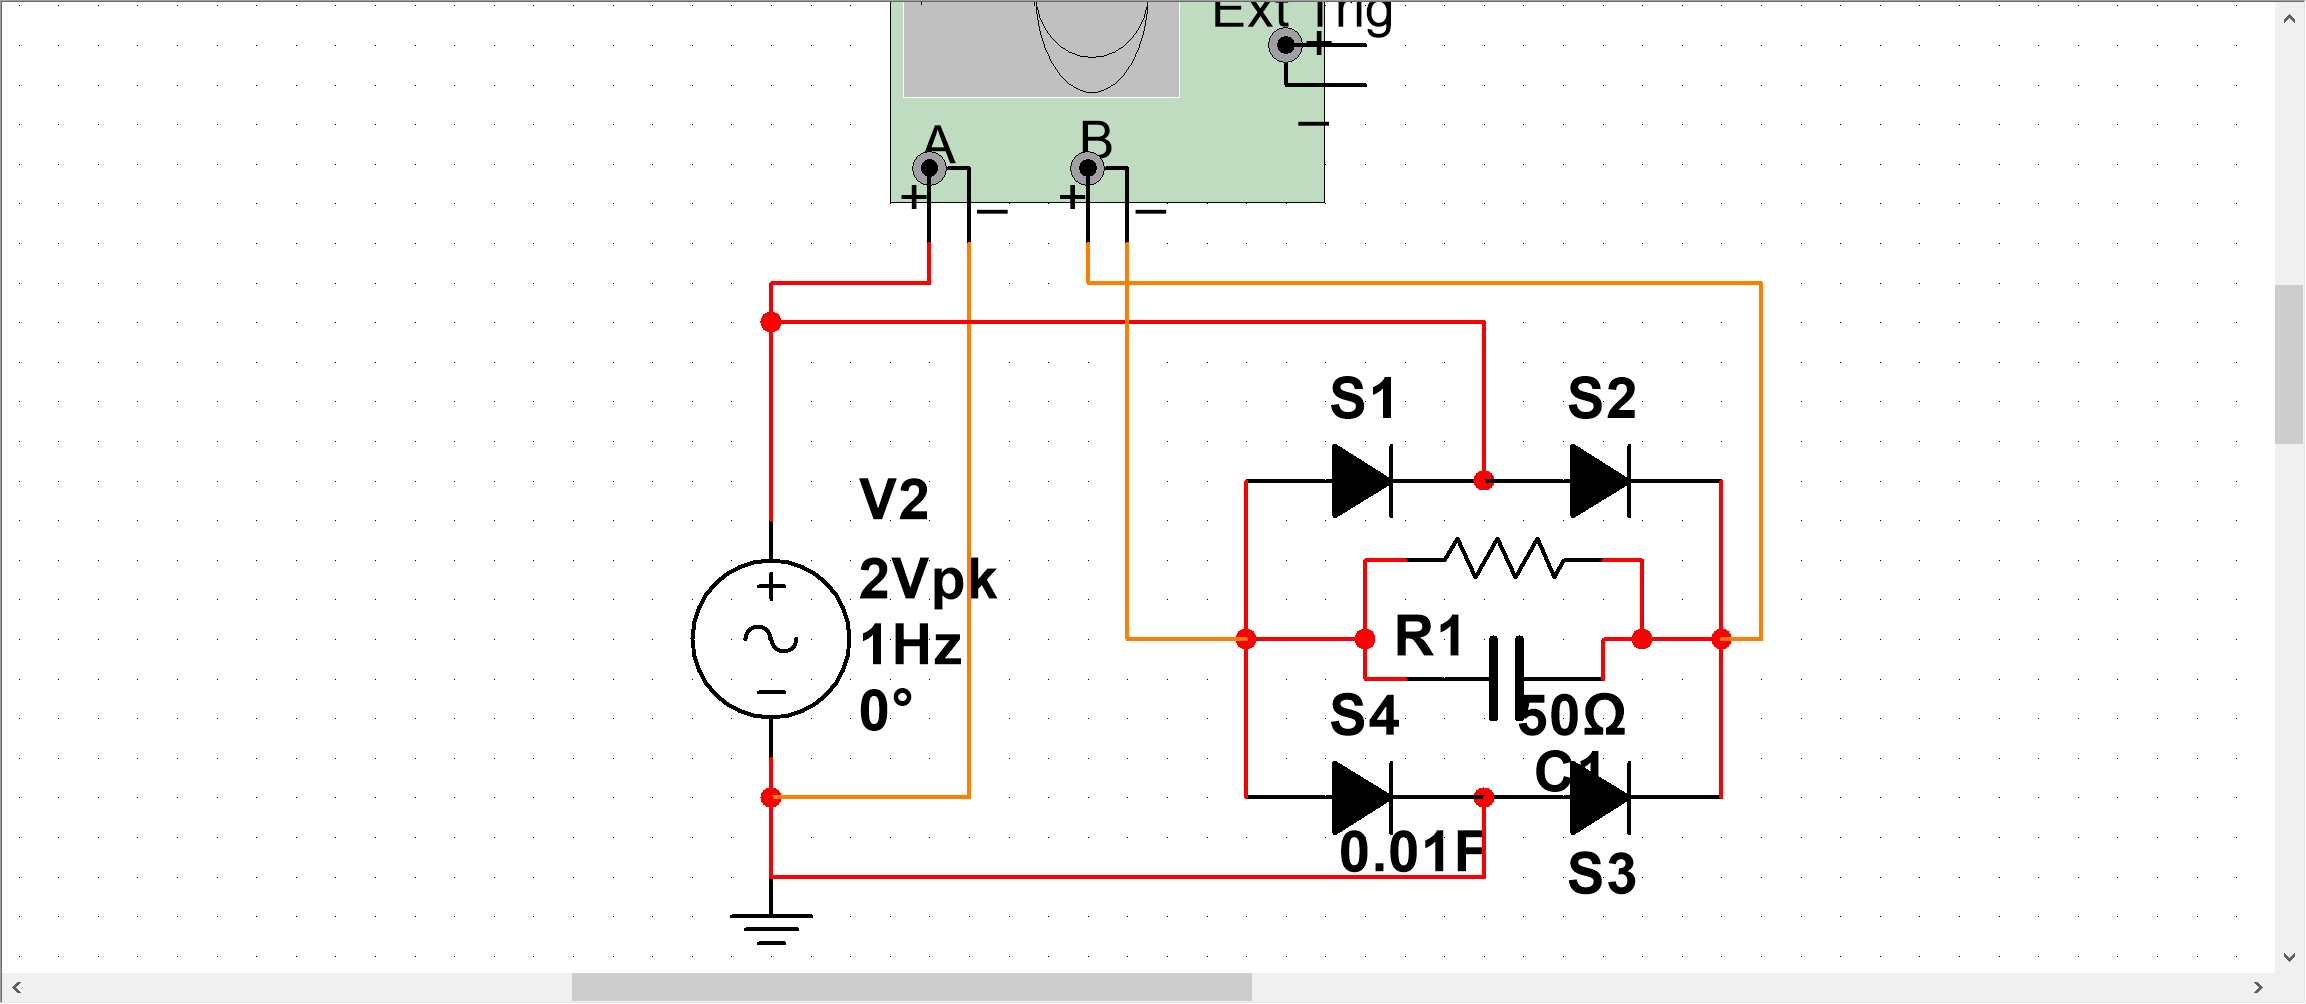 Ext Trig
+
−
A
B
+
−
+
−
S1
S2
V2
2Vpk
1Hz
0°
+
−
R1
50Ω
S4
C1
0.01F
S3